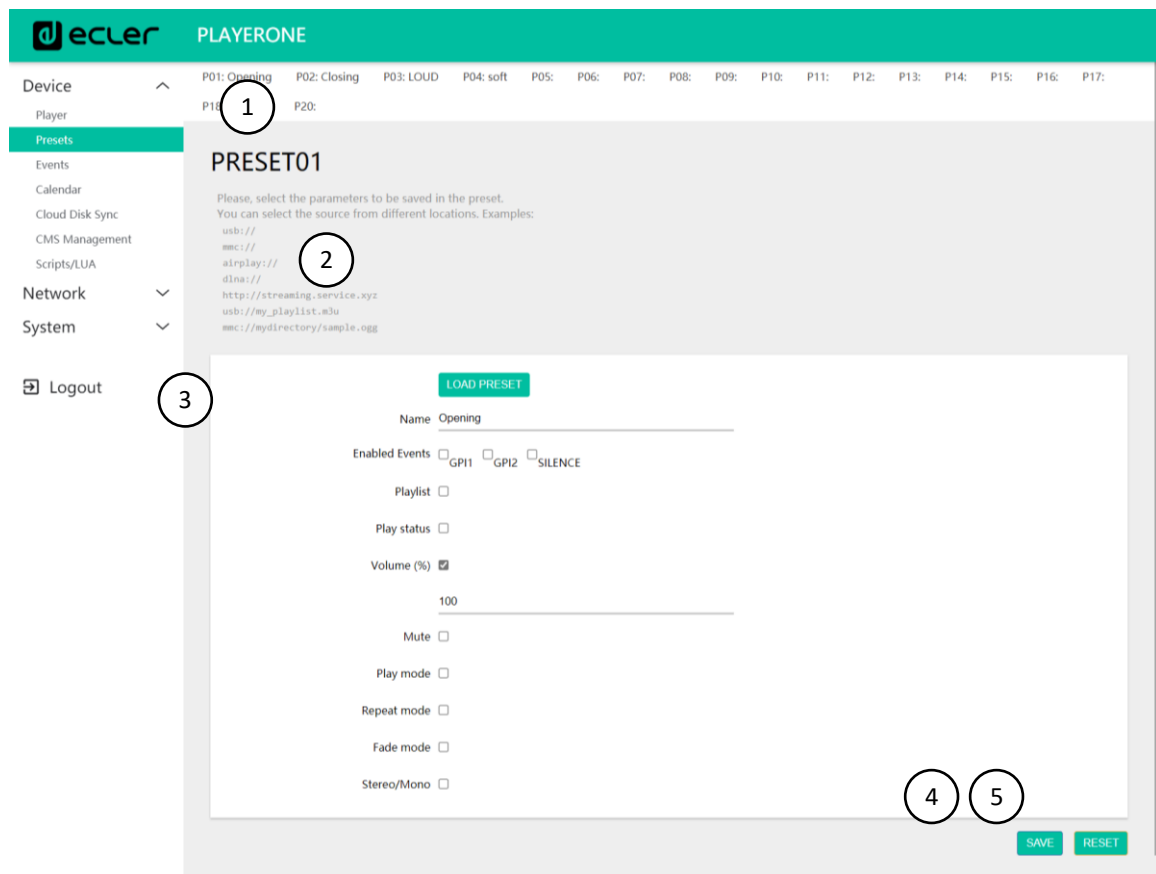 ecler PLAYERONE
Device
Player
Presets
Events
Calendar
Cloud Disk Sync
CMS Management
Scripts/LUA
Network
System
Logout
P01: Opening P02: Closing P03: LOUD P04: soft P05: P06: P07: P08: P09: P10: P11: P12: P13: P14: P15: P16: P17:
P18 P20:
1
PRESET01
Please, select the parameters to be saved in the preset.
You can select the source from different locations. Examples:
usb://
mmc://
airplay://
dlna://
http://streaming.service.xyz
usb://my_playlist.m3u
mmc://mydirectory/sample.ogg
2
3
LOAD PRESET
Name Opening
Enabled Events GPI1 GPI2 SILENCE
Playlist
Play status
Volume (%)
100
Mute
Play mode
Repeat mode
Fade mode
Stereo/Mono
4 5
SAVE RESET